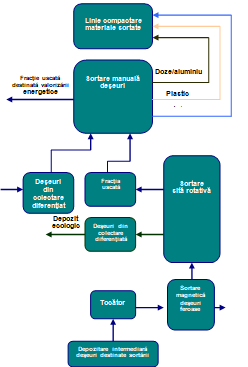 Linie compactare
materiale sortate
Fracție uscată
destinată valorizării
energetice
Sortare manuală
deșeuri
Doze/aluminiu
Plastic
Deșeuri
din
colectare
diferențiat
Fracția
uscată
Sortare
sită rotativă
Depozit
ecologic
Deșeuri din
colectare
diferențiată
Sortare
magnetică
deșeuri
feroase
Tocător
Depozitare intermediară
deșeuri destinate sortării